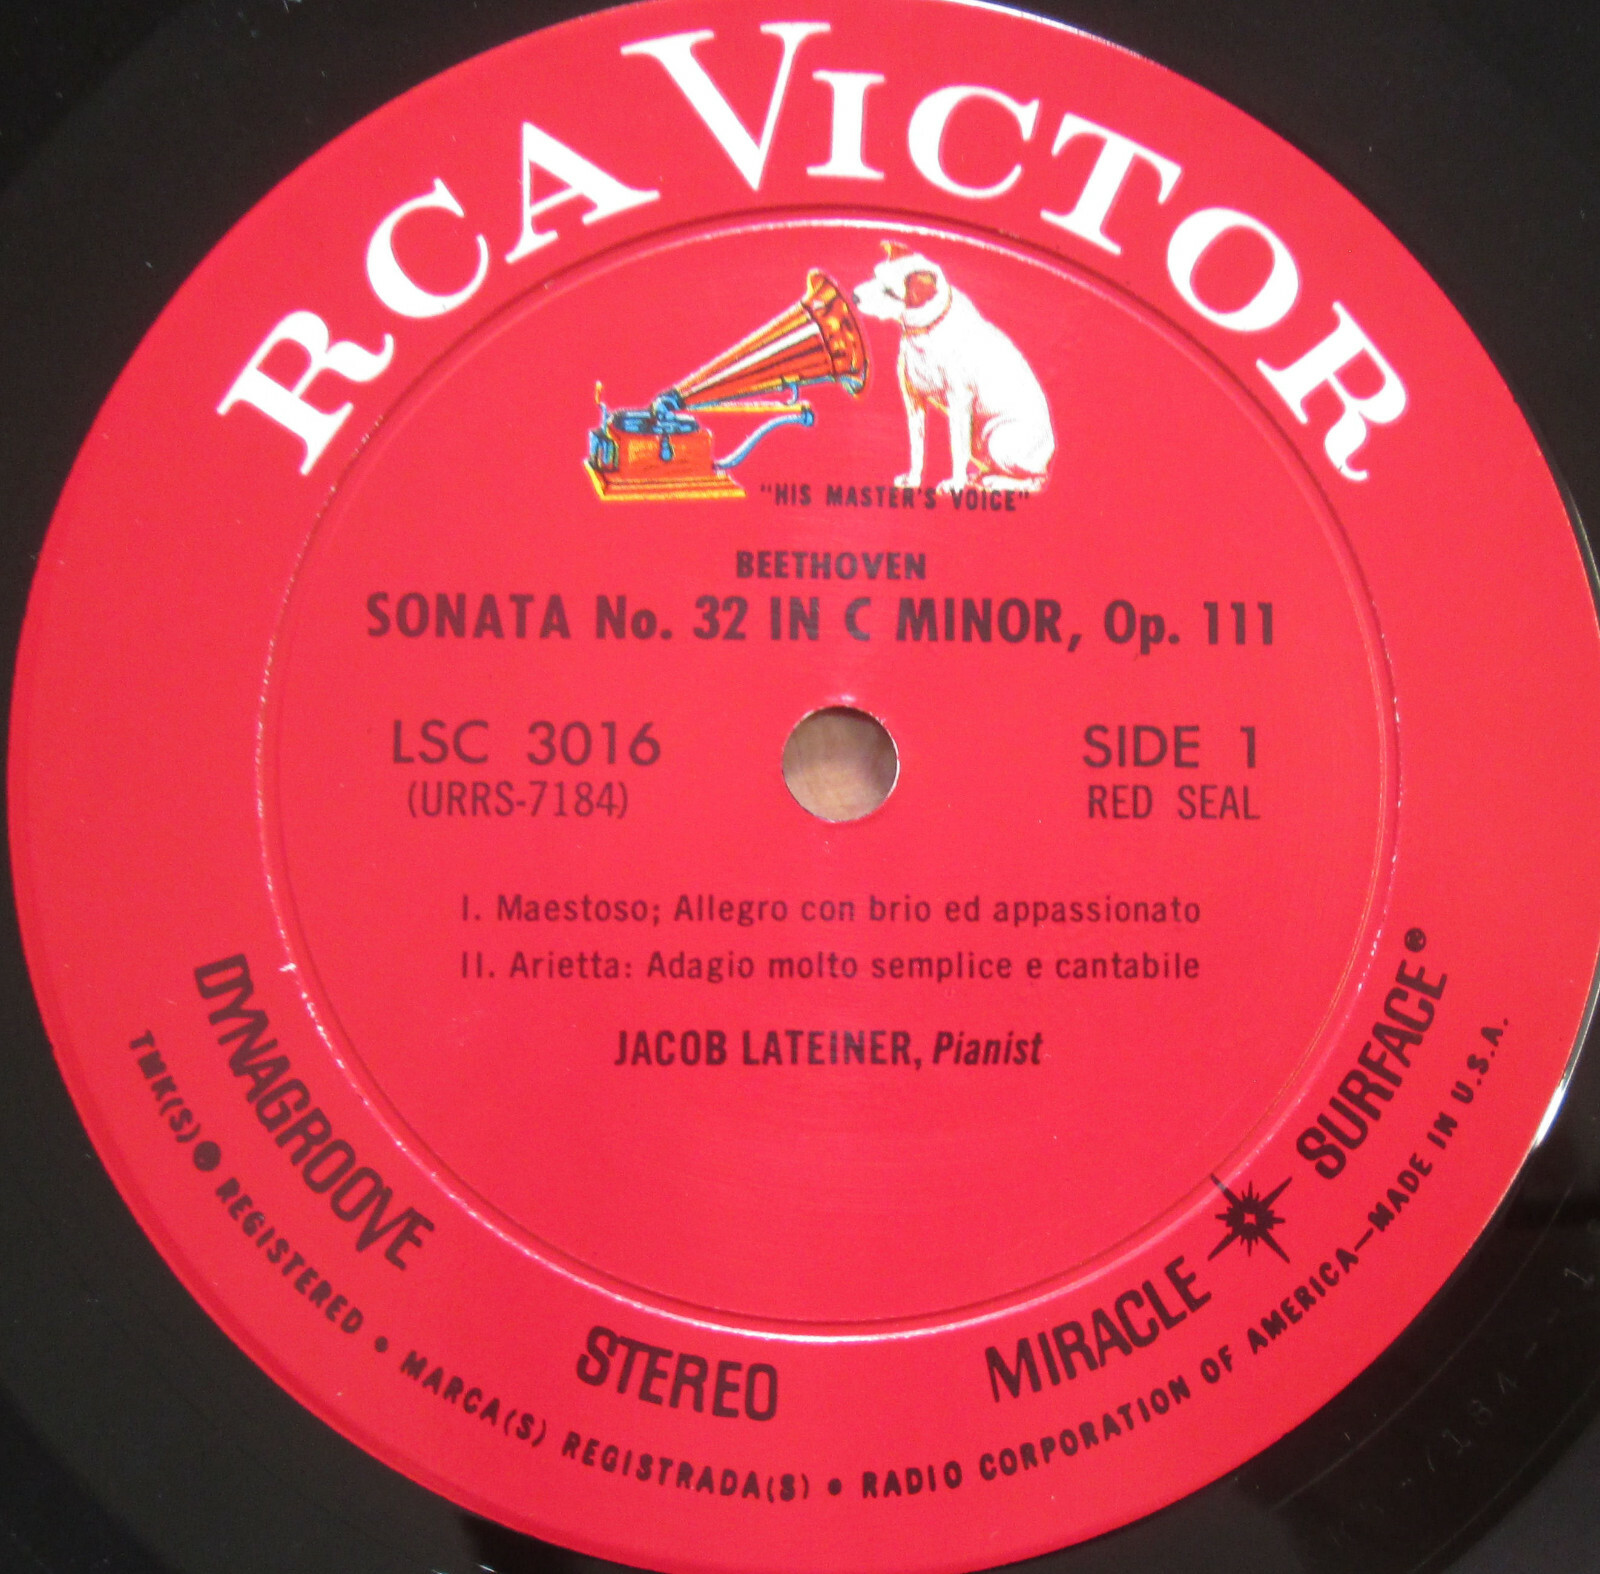 RCA VICTOR
"HIS MASTER'S VOICE"
BEETHOVEN
SONATA No. 32 IN C MINOR, Op. 111
LSC 3016
(URRS-7184)
SIDE 1
RED SEAL
I. Maestoso; Allegro con brio ed appassionato
II. Arietta: Adagio molto semplice e cantabile
JACOB LATEINER, Pianist
DYNAGROOVE
STEREO
MIRACLE SURFACE®
TMK(S) ® REGISTERED • MARCA(S) REGISTRADA(S) • RADIO CORPORATION OF AMERICA—MADE IN U.S.A.